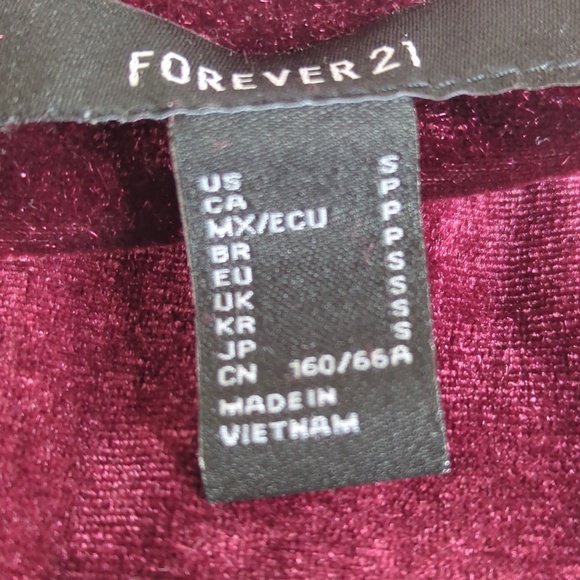 FOREVER 21
US S
CA P
MX/ECU P
BR P
EU S
UK S
KR S
JP S
CN 160/66A
MADE IN
VIETNAM